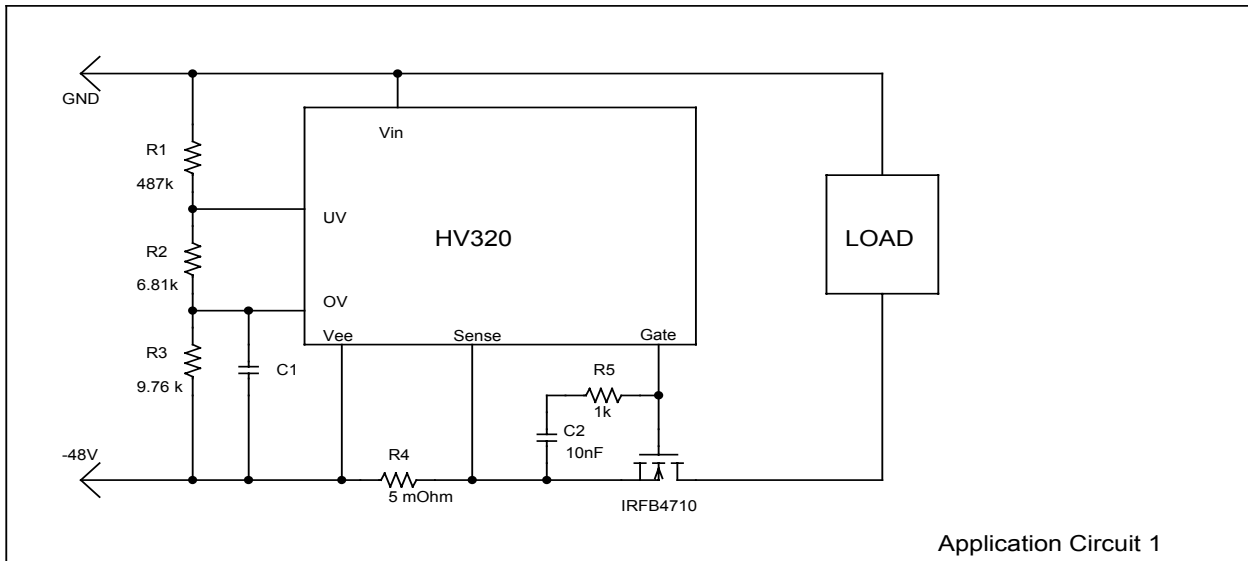 GND
Vin
R1
487k
UV
HV320
LOAD
R2
6.81k
OV
Vee
Sense
Gate
R3
9.76 k
C1
R5
1k
C2
10nF
-48V
R4
5 mOhm
IRFB4710
Application Circuit 1